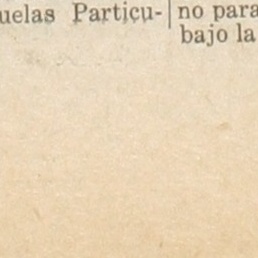 uelas Particu-
no para
bajo la